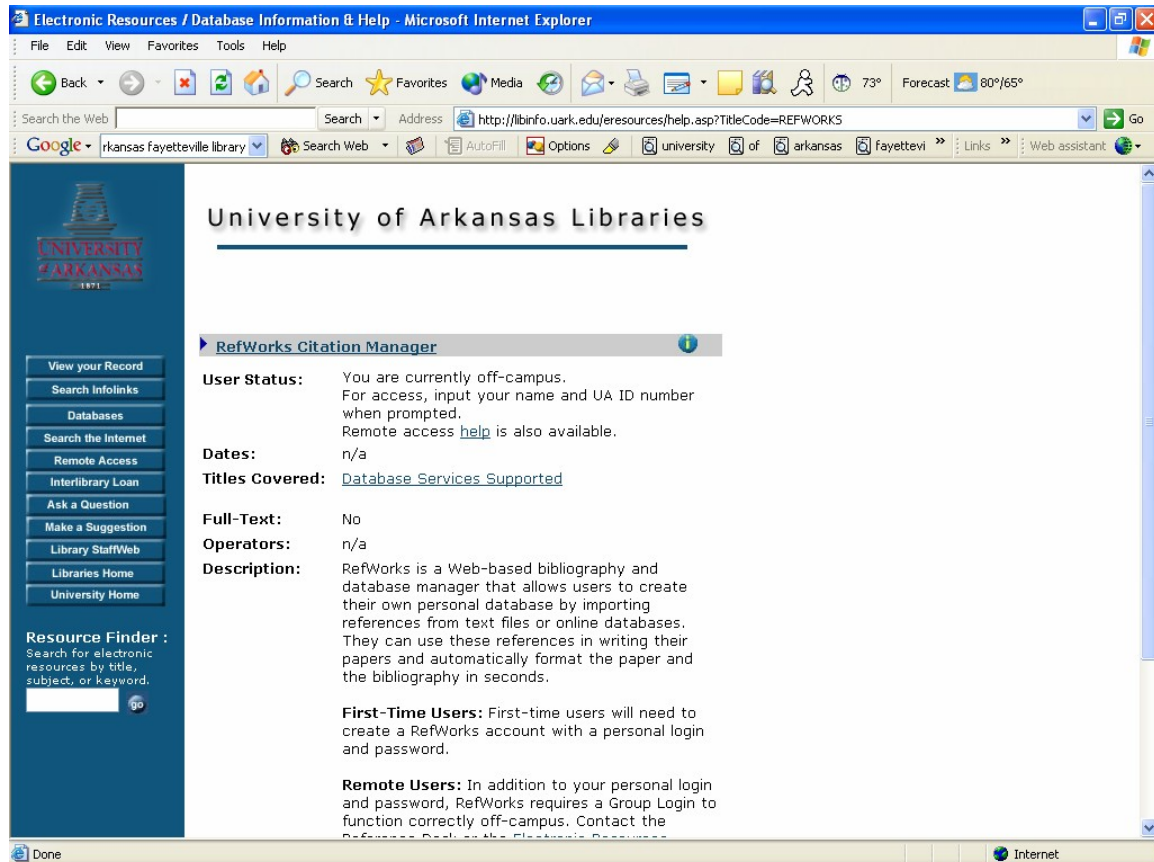 Electronic Resources / Database Information & Help - Microsoft Internet Explorer
File Edit View Favorites Tools Help
Back Search Favorites Media 73° Forecast 80°/65°
Search the Web Search Address http://libinfo.uark.edu/eresources/help.asp?TitleCode=REFWORKS Go
Google rkansas fayetteville library Search Web AutoFill Options university of arkansas fayettevi » Links » Web assistant
UNIVERSITY
of ARKANSAS
1871
University of Arkansas Libraries
View your Record
Search Infolinks
Databases
Search the Internet
Remote Access
Interlibrary Loan
Ask a Question
Make a Suggestion
Library StaffWeb
Libraries Home
University Home
Resource Finder :
Search for electronic
resources by title,
subject, or keyword.
go
RefWorks Citation Manager
User Status: You are currently off-campus.
For access, input your name and UA ID number
when prompted.
Remote access help is also available.
Dates: n/a
Titles Covered: Database Services Supported
Full-Text: No
Operators: n/a
Description: RefWorks is a Web-based bibliography and
database manager that allows users to create
their own personal database by importing
references from text files or online databases.
They can use these references in writing their
papers and automatically format the paper and
the bibliography in seconds.
First-Time Users: First-time users will need to
create a RefWorks account with a personal login
and password.
Remote Users: In addition to your personal login
and password, RefWorks requires a Group Login to
function correctly off-campus. Contact the
Done Internet